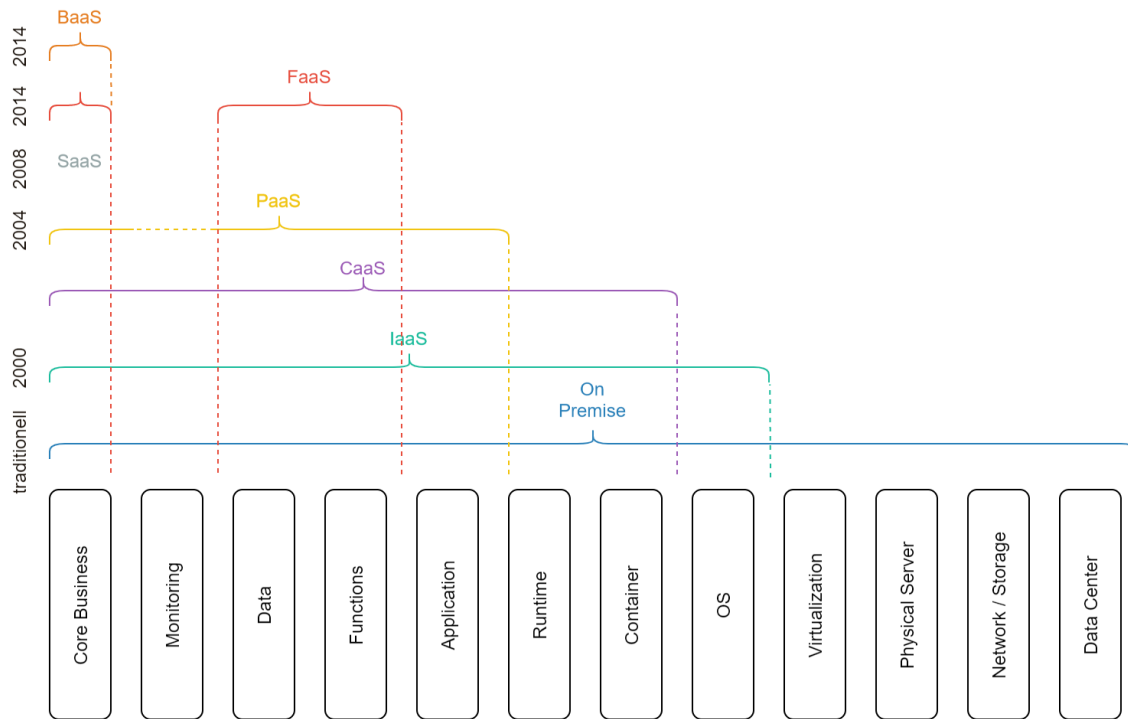 BaaS
2014
FaaS
2014
SaaS
2008
PaaS
2004
CaaS
IaaS
2000
On
Premise
traditionell
Core Business
Monitoring
Data
Functions
Application
Runtime
Container
OS
Virtualization
Physical Server
Network / Storage
Data Center